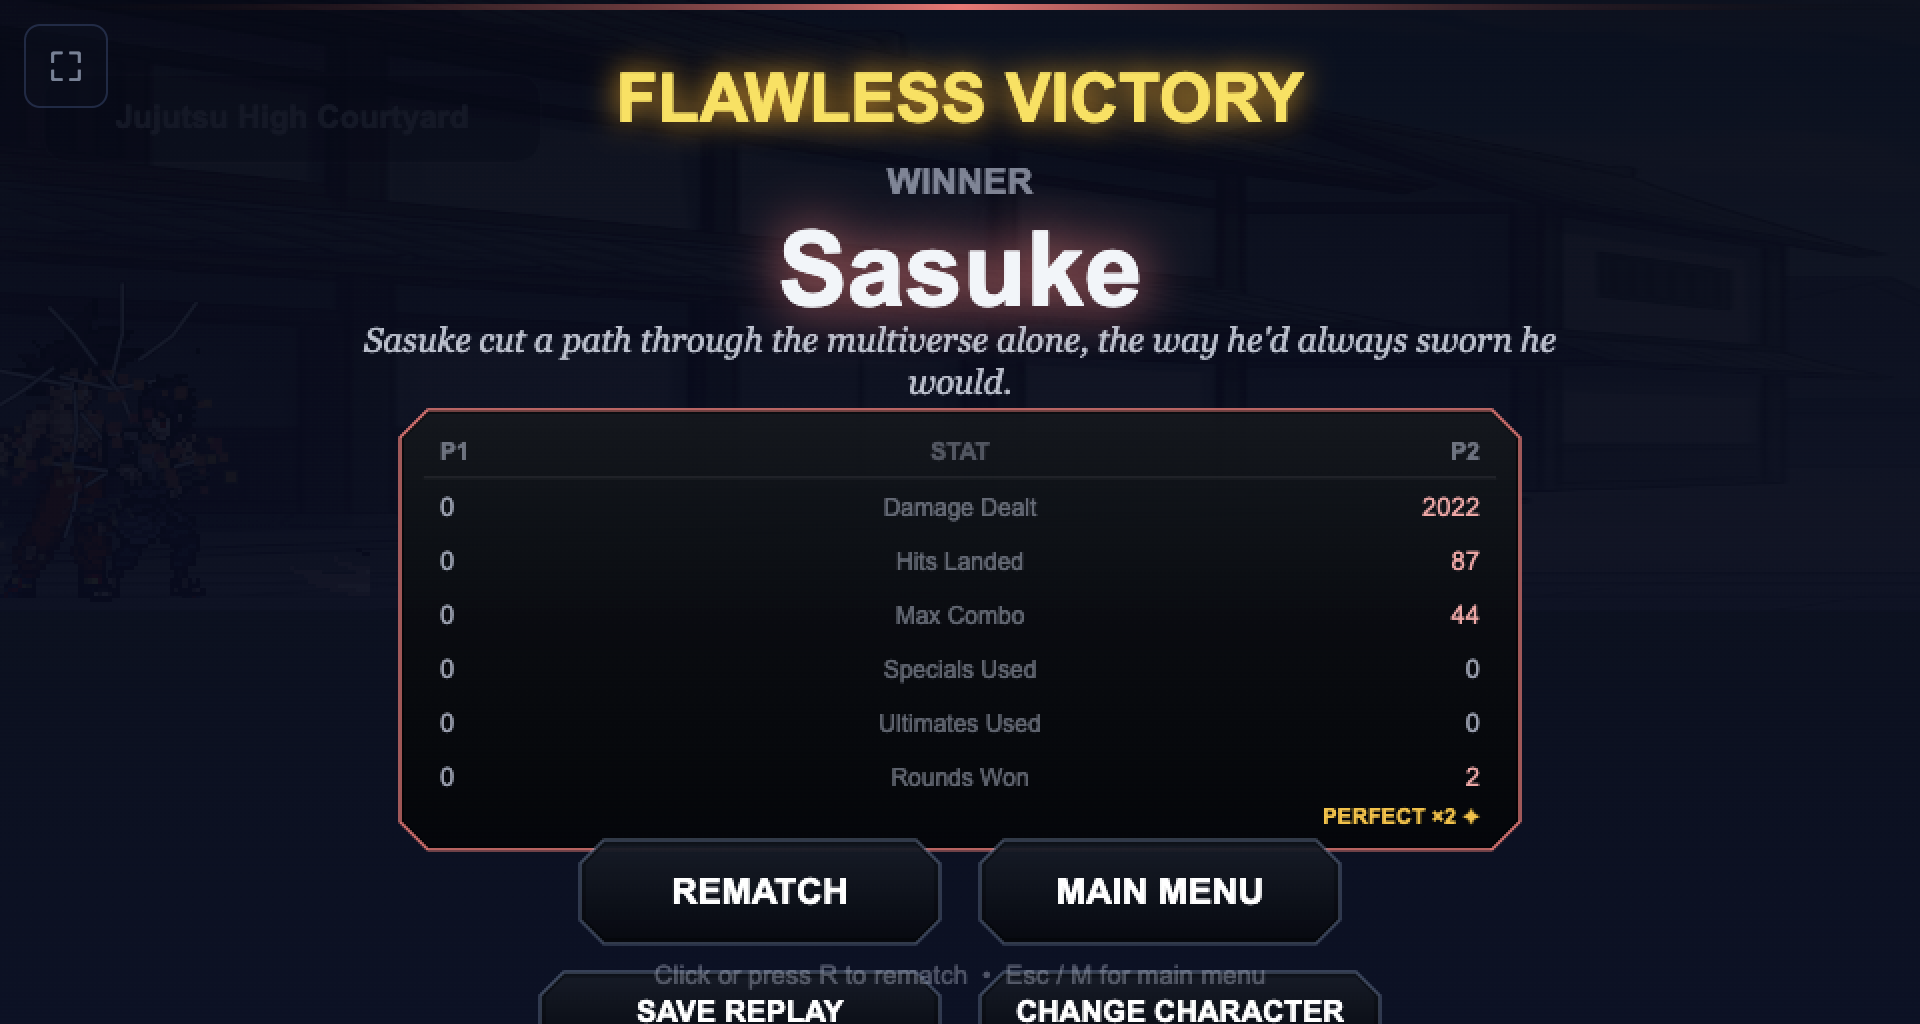 FLAWLESS VICTORY
Jujutsu High Courtyard
WINNER
Sasuke
Sasuke cut a path through the multiverse alone, the way he'd always sworn he
would.
P1 STAT P2
0 Damage Dealt 2022
0 Hits Landed 87
0 Max Combo 44
0 Specials Used 0
0 Ultimates Used 0
0 Rounds Won 2
PERFECT ×2 ✦
REMATCH MAIN MENU
Click or press R to rematch • Esc / M for main menu
SAVE REPLAY CHANGE CHARACTER